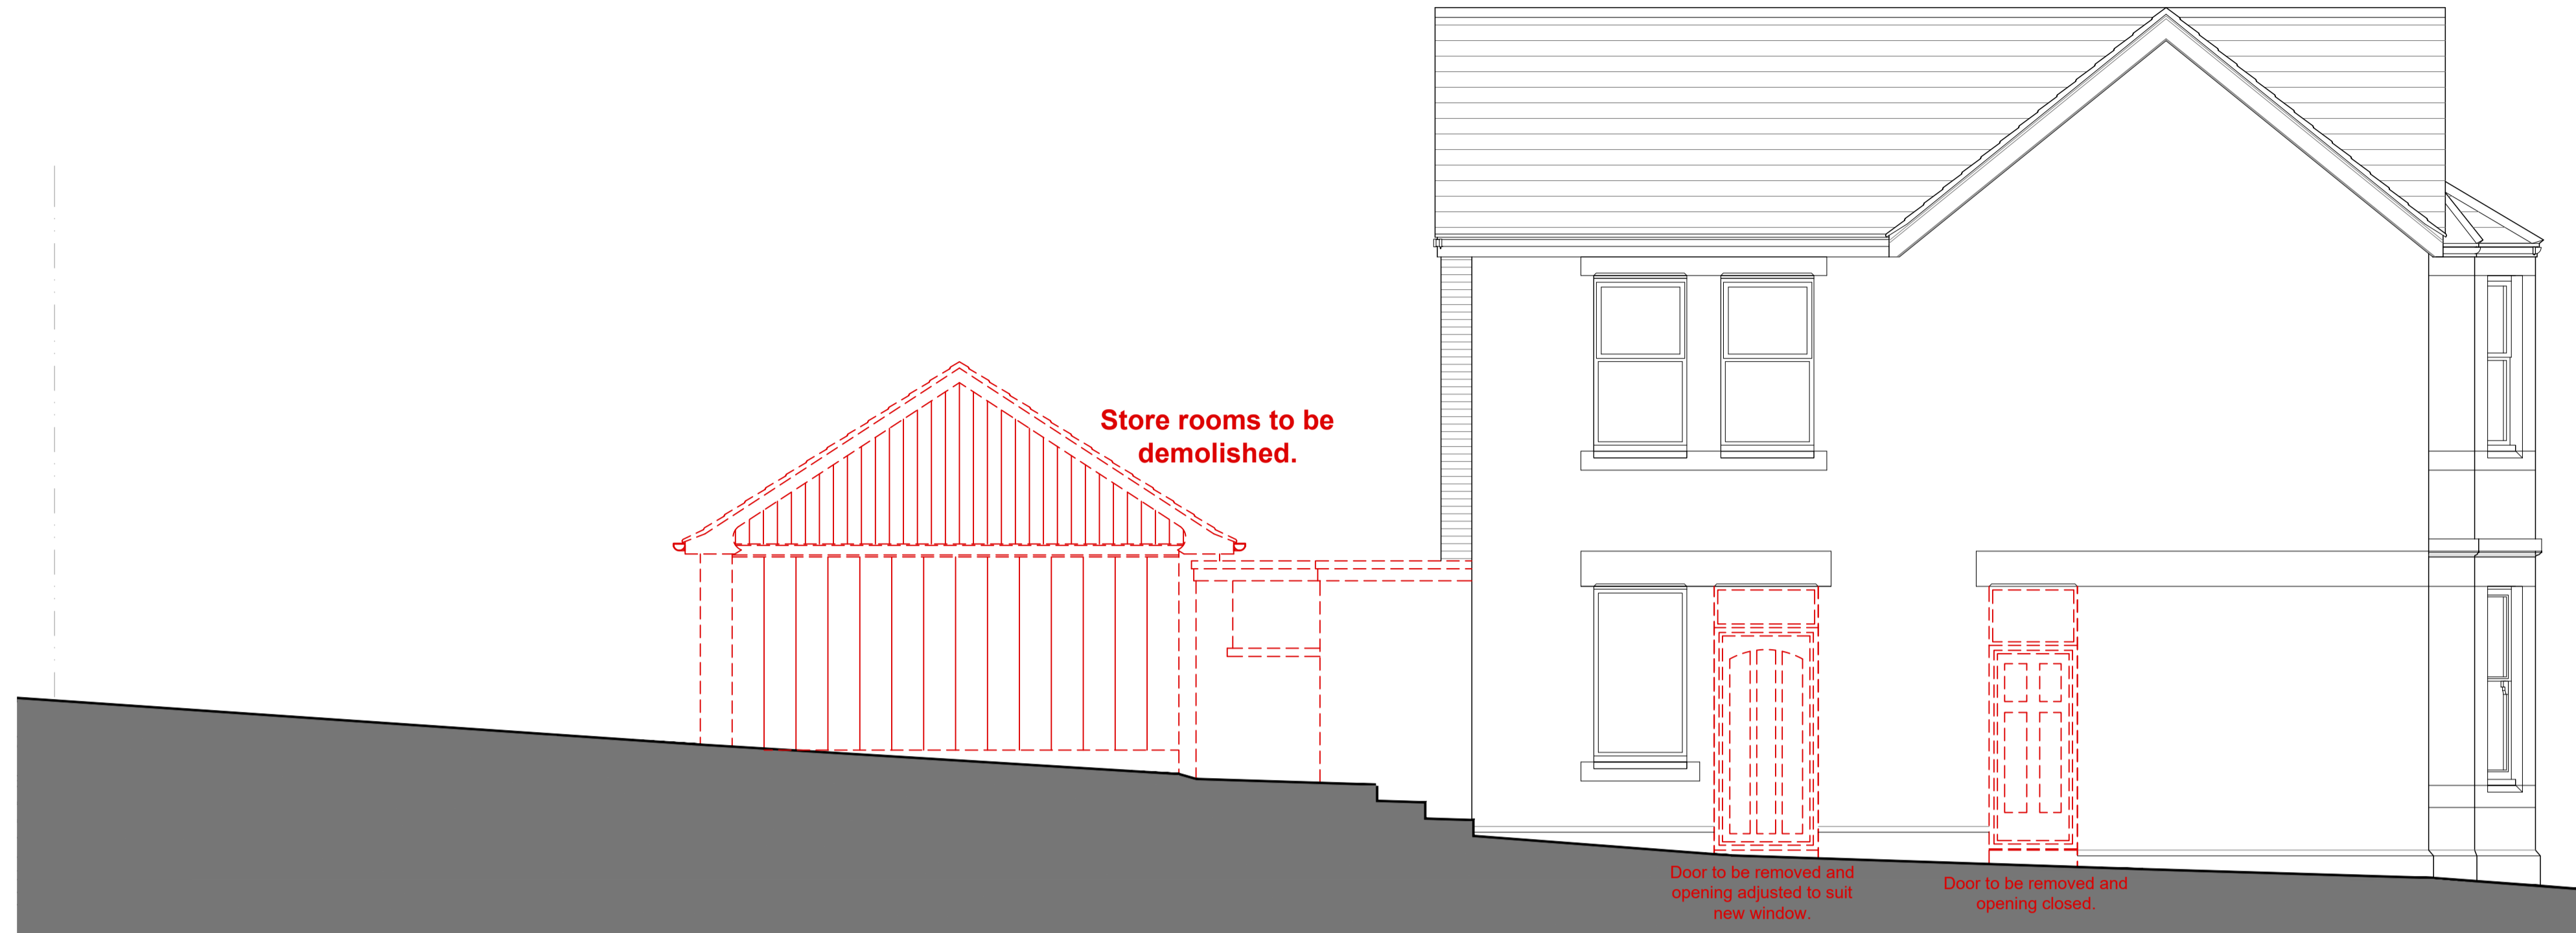 Store rooms to be
demolished.
Door to be removed and
opening adjusted to suit
new window.
Door to be removed and
opening closed.